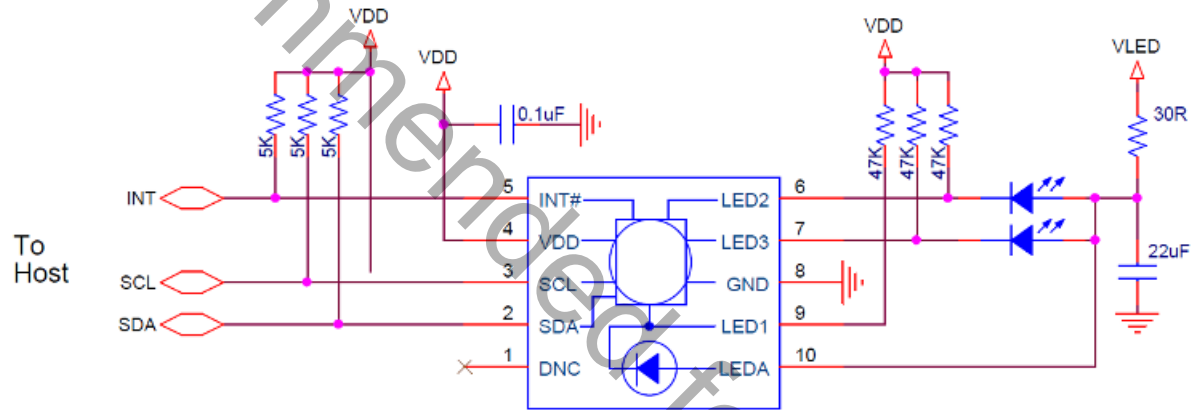 VDD
VDD
VDD
VLED
0.1uF
30R
5K
5K
5K
47K
47K
47K
INT
5
INT#
LED2
6
4
VDD
LED3
7
To
Host
22uF
SCL
3
SCL
GND
8
SDA
2
SDA
LED1
9
1
DNC
LEDA
10